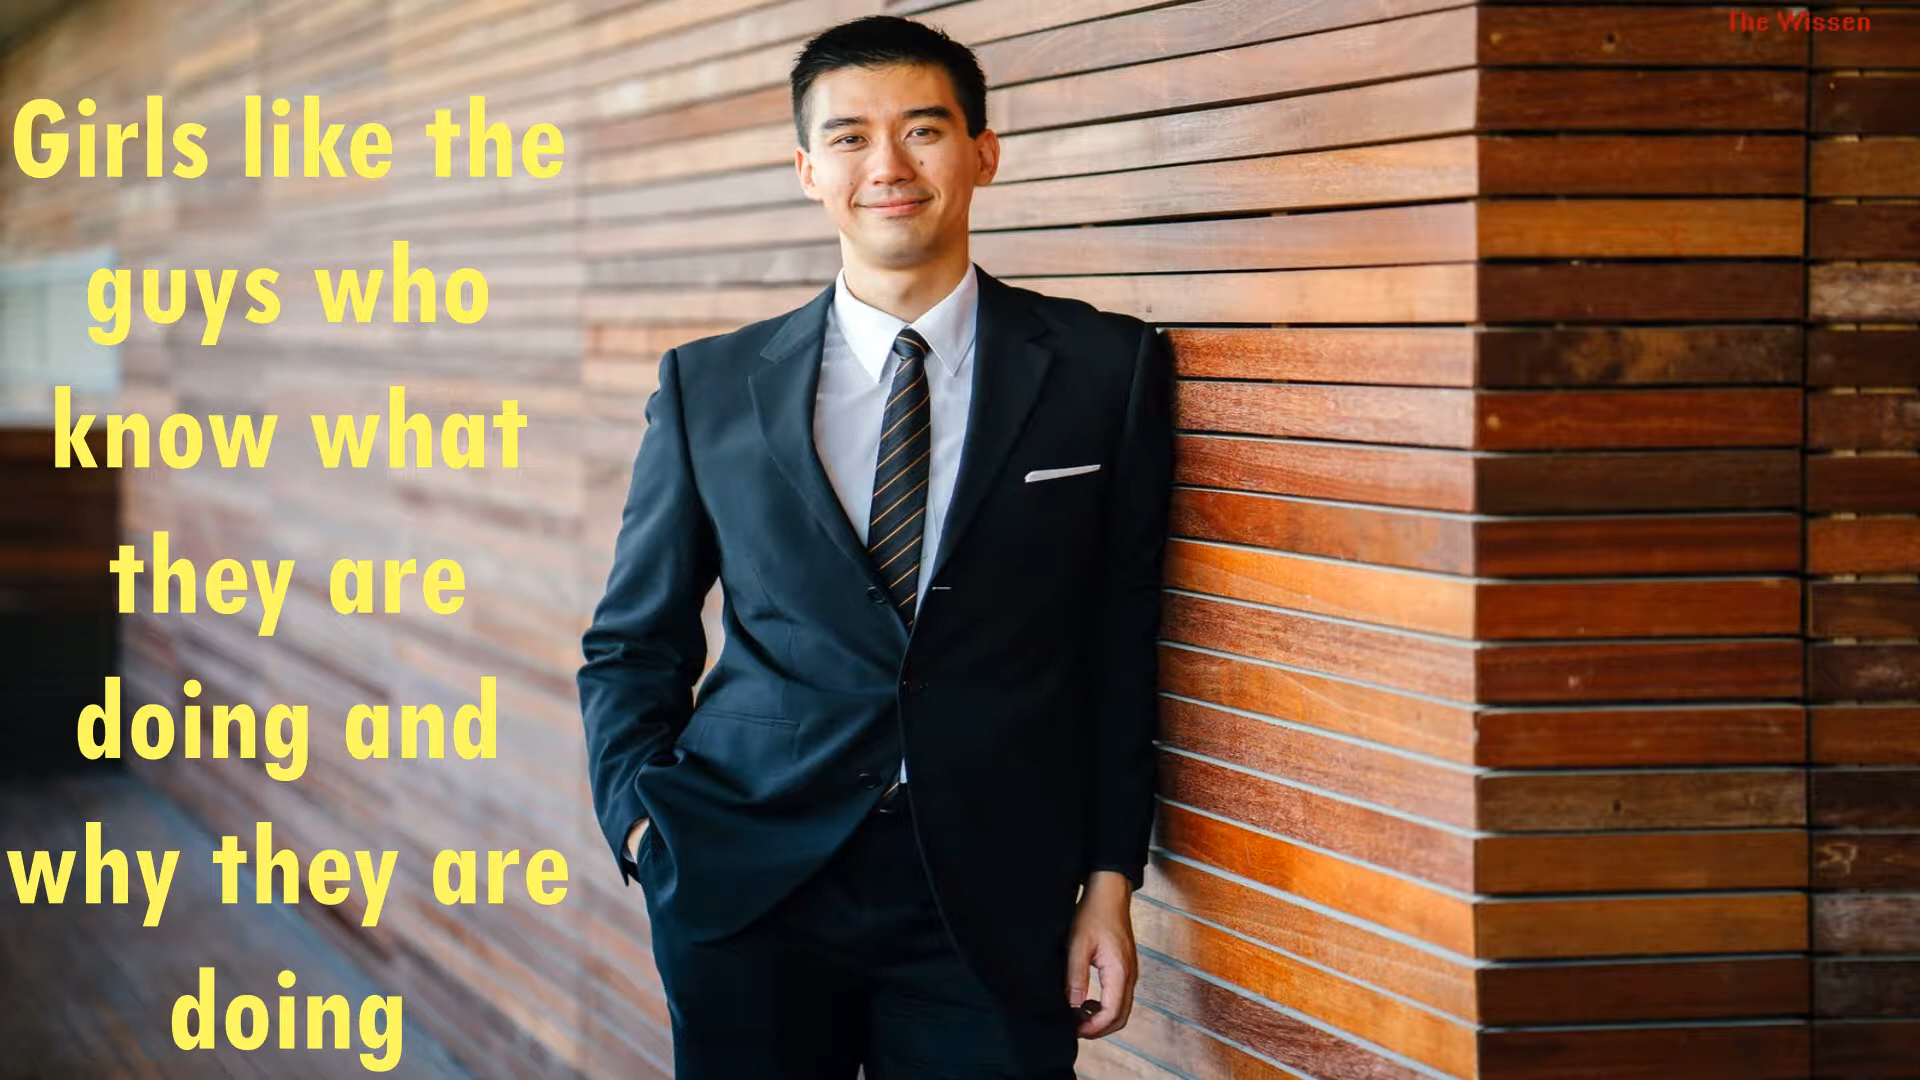 The Wissen
Girls like the
guys who
know what
they are
doing and
why they are
doing